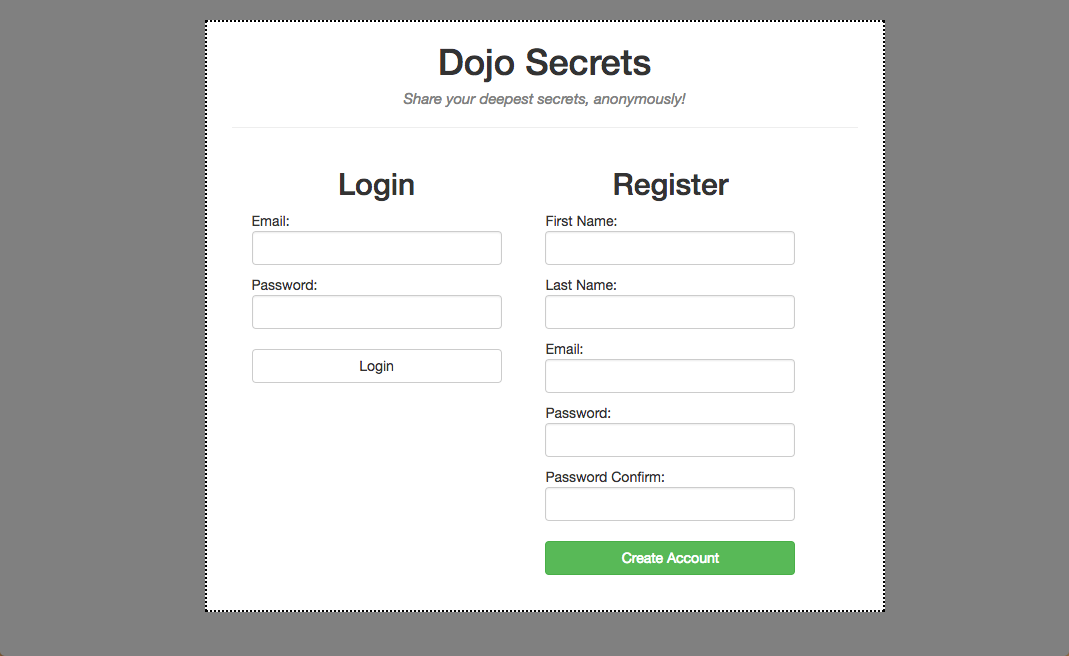 Dojo Secrets
Share your deepest secrets, anonymously!
Login
Email:
Password:
Login
Register
First Name:
Last Name:
Email:
Password:
Password Confirm:
Create Account